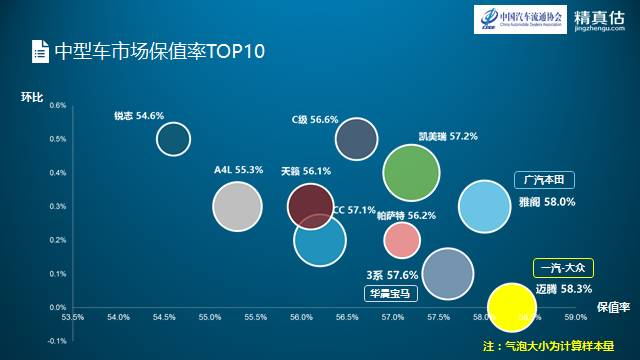 中国汽车流通协会
China Automobile Dealers Association
精真估
jingzhengu.com
中型车市场保值率TOP10
环比
0.6%
0.5%
0.4%
0.3%
0.2%
0.1%
0.0%
-0.1%
锐志 54.6%
C级 56.6%
凯美瑞 57.2%
A4L 55.3%
天籁 56.1%
CC 57.1%
帕萨特 56.2%
广汽本田
雅阁 58.0%
3系 57.6%
华晨宝马
一汽-大众
迈腾 58.3%
保值率
53.5% 54.0% 54.5% 55.0% 55.5% 56.0% 56.5% 57.0% 57.5% 58.0% 59.0%
注：气泡大小为计算样本量